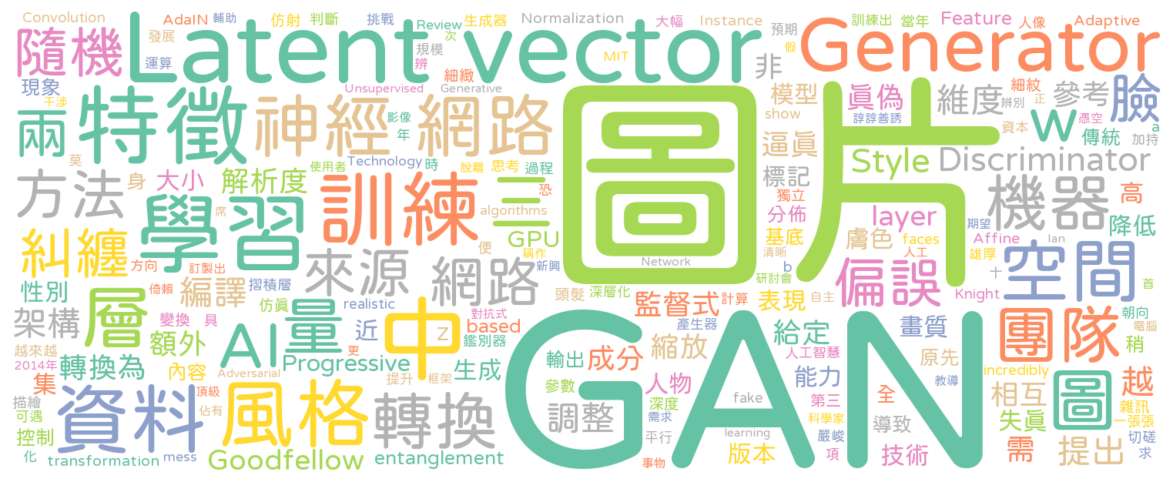 Convolution AdaIN 輔助 仿射 判斷 挑戰 Review 生成器 Normalization 大幅 Instance 預期 訓練出 當年 Feature 人像 Adaptive
隨機 Latent vector Generator
發展 次 規模 MIT 假 非
運算 辨 細緻
現象 Unsupervised Generative 模型 眞偽 維度 細紋 參考 臉
干涉 兩 特徵 神經 網路 影像 年 圖片 show 辨別 正 憑空
諄諄善誘 資本 W 傳統 a 加持
Technology 時 脫離 思考 過程 逼眞 Style Discriminator
莫 使用者 恐 標記 獨立
方法 身 大小 解析度 訓練 三 algorithms 分佈 layer 機器 高
席 學習 GPU 基底 膚色 faces Affine 期望 Ian 降低
糾纏 方向 訂製出 來源 網路 便 稱作 新興 Network 清晰 人工 雄厚 十 空間
倚賴 摺積層 研討會 b 偏誤 首
性別 編譯 仿眞 頭髮 深層化 監督式 計算 表現 自主 Knight
架構 層 變換 具 realistic 對抗式 產生器 朝向 電腦
額外 AI 量 近 中 Z based 鑑別器 GAN 給定 畫質 團隊 稍
越來越 轉換為 Progressive 生成 輸出 成分 縮放 人工智慧 原先
2014年 集 內容 Adversarial 更 提升 框架 參數 人物 能力 教導 incredibly 越
描繪 頂級 佔有 深度 fake 第三 全 相互 圖 雜訊
可遇 資料 風格 轉換 調整 需求 科學家 失眞 一張張
控制 平行 嚴峻 導致 切磋
化 transformation mess Goodfellow entanglement 事物 learning 版本 項 技術 需 提出 求